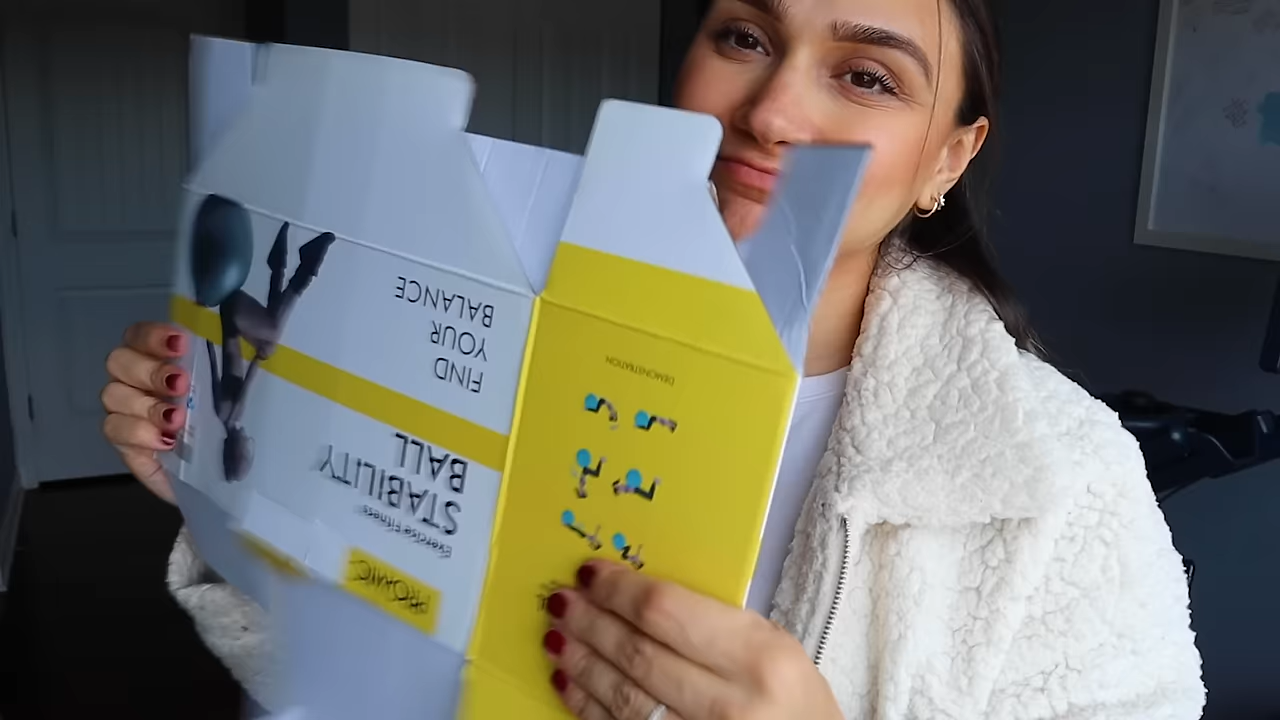 PROMIC
Exercise Fitness
STABILITY
BALL
FIND
YOUR
BALANCE
DEMONSTRATION